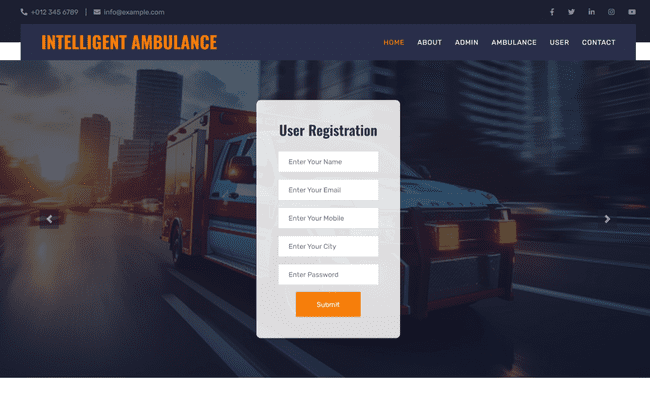 +012 345 6789 | info@example.com
INTELLIGENT AMBULANCE
HOME ABOUT ADMIN AMBULANCE USER CONTACT
User Registration
Enter Your Name
Enter Your Email
Enter Your Mobile
Enter Your City
Enter Password
Submit